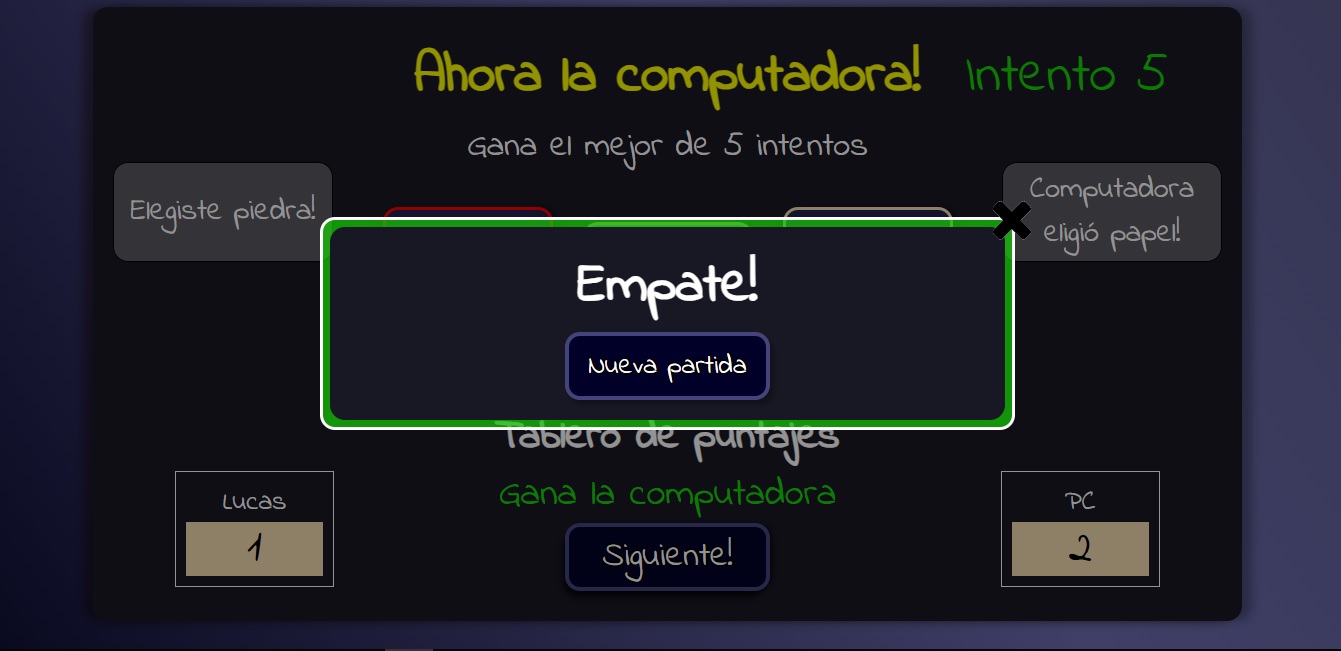 Ahora la computadora!
Intento 5
Gana el mejor de 5 intentos
Elegiste piedra!
Computadora
eligió papel!
Empate!
Nueva partida
Tablero de puntajes
Gana la computadora
Lucas
1
Siguiente!
PC
2